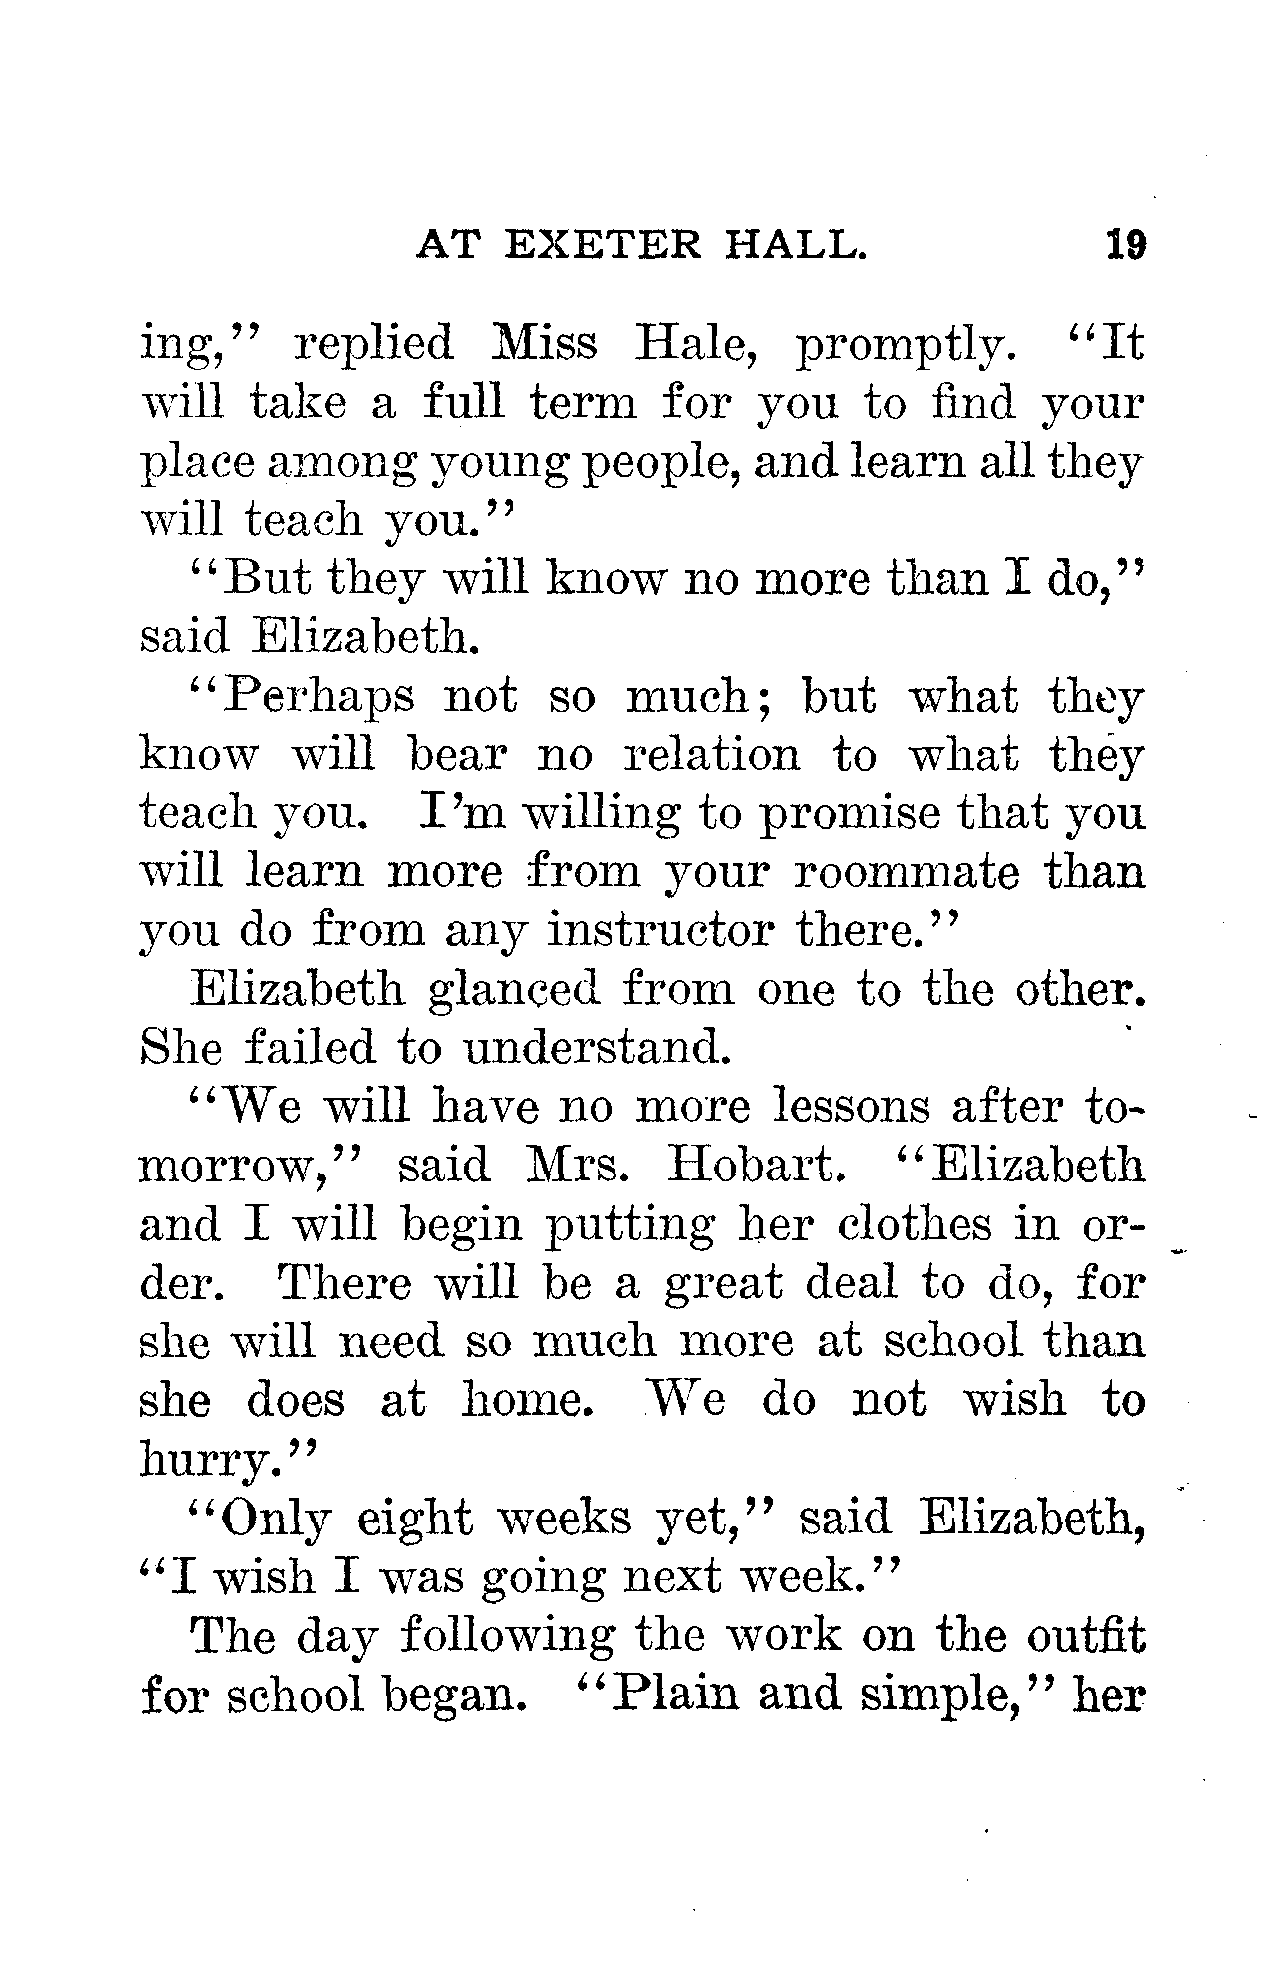 AT EXETER HALL. 19
ing," replied Miss Hale, promptly. "It
will take a full term for you to find your
place among young people, and learn all they
will teach you."
"But they will know no more than I do,"
said Elizabeth.
"Perhaps not so much; but what they
know will bear no relation to what they
teach you. I'm willing to promise that you
will learn more from your roommate than
you do from any instructor there."
Elizabeth glanced from one to the other.
She failed to understand.
"We will have no more lessons after to-
morrow," said Mrs. Hobart. "Elizabeth
and I will begin putting her clothes in or-
der. There will be a great deal to do, for
she will need so much more at school than
she does at home. We do not wish to
hurry."
"Only eight weeks yet," said Elizabeth,
"I wish I was going next week."
The day following the work on the outfit
for school began. "Plain and simple," her